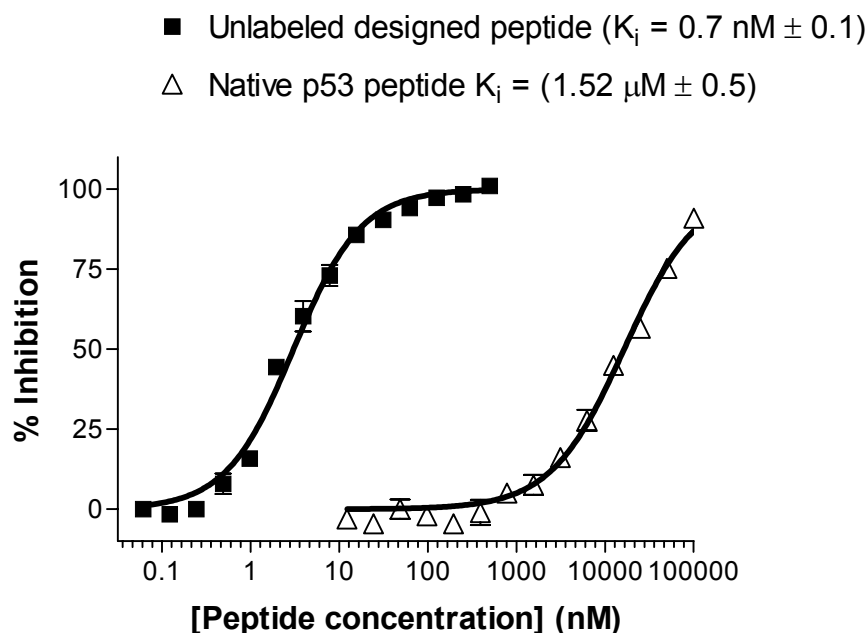 ■ Unlabeled designed peptide (Kᵢ = 0.7 nM ± 0.1)
△ Native p53 peptide Kᵢ = (1.52 μM ± 0.5)
% Inhibition
100
75
50
25
0
0.1 1 10 100 1000 10000 100000
[Peptide concentration] (nM)